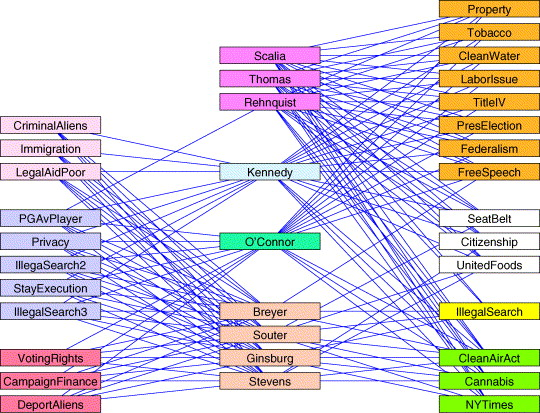 Property
Tobacco
Scalia
CleanWater
Thomas
LaborIssue
Rehnquist
TitleIV
CriminalAliens
PresElection
Immigration
Federalism
LegalAidPoor
Kennedy
FreeSpeech
PGAvPlayer
SeatBelt
Privacy
O'Connor
Citizenship
IllegaSearch2
UnitedFoods
StayExecution
IllegalSearch3
Breyer
IllegalSearch
Souter
VotingRights
Ginsburg
CleanAirAct
CampaignFinance
Stevens
Cannabis
DeportAliens
NYTimes